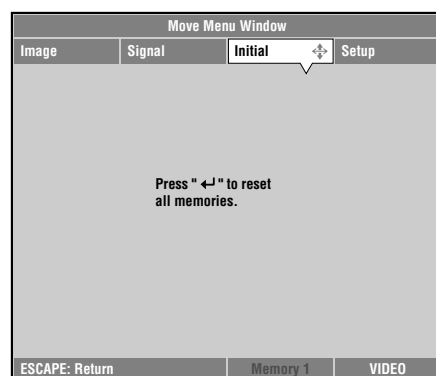 Move Menu Window
Image Signal Initial Setup
Press " ↵ " to reset
all memories.
ESCAPE: Return Memory 1 VIDEO